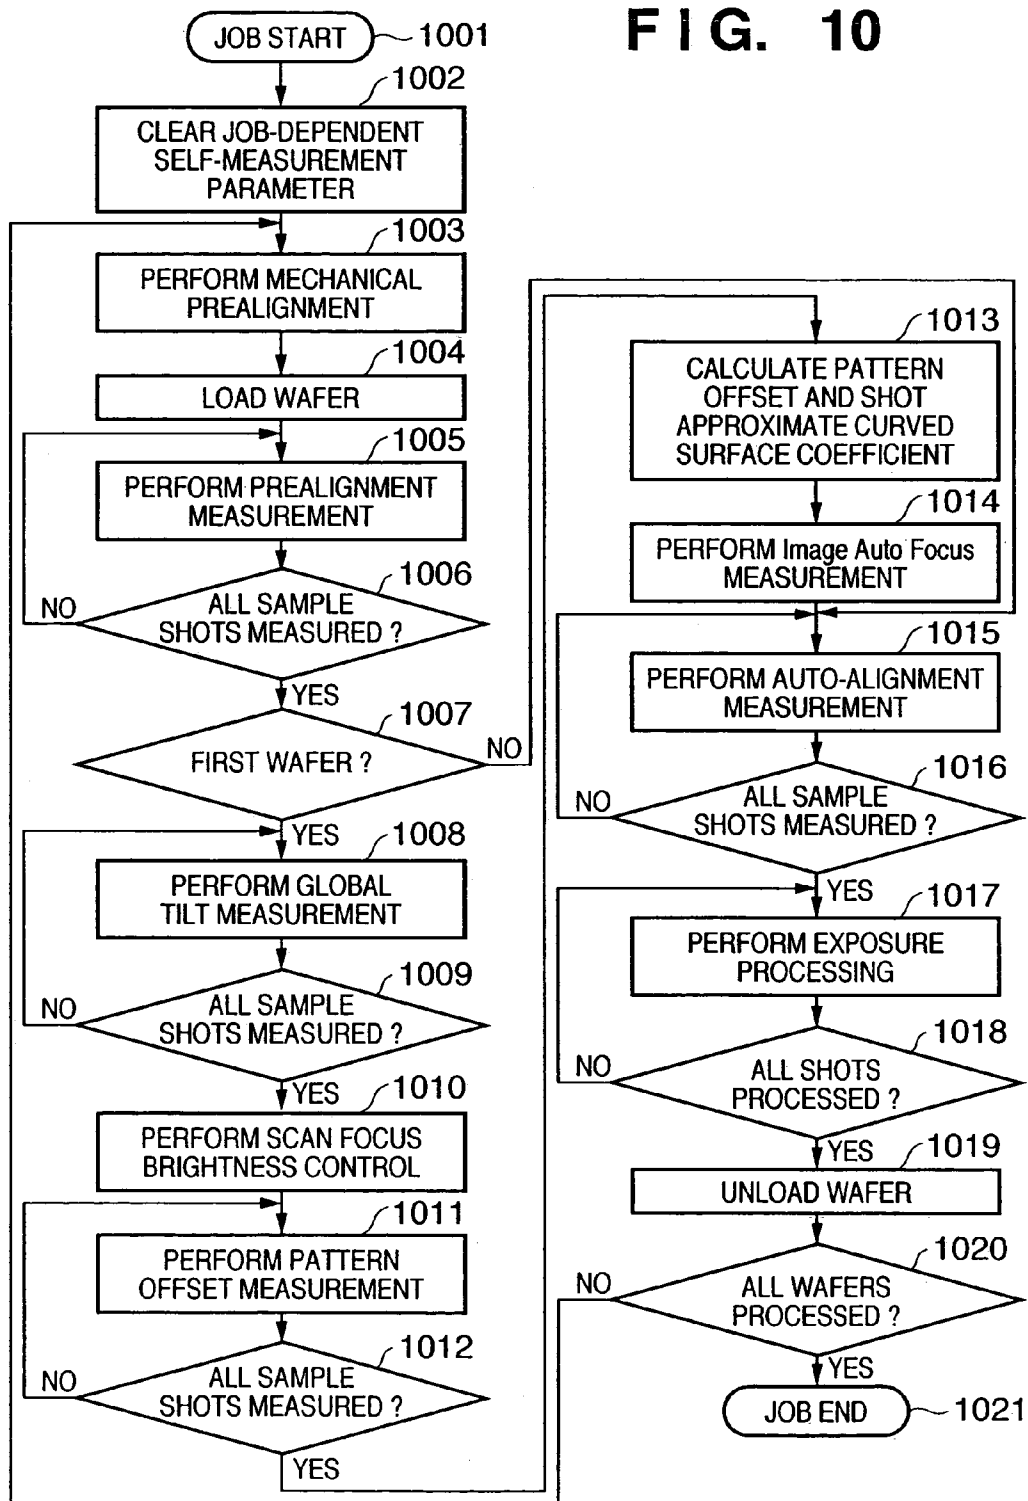 FIG. 10
JOB START
1001
1002
CLEAR JOB-DEPENDENT
SELF-MEASUREMENT
PARAMETER
1003
PERFORM MECHANICAL
PREALIGNMENT
1004
LOAD WAFER
1005
PERFORM PREALIGNMENT
MEASUREMENT
1006
ALL SAMPLE
SHOTS MEASURED ?
NO
YES
1007
FIRST WAFER ?
NO
YES
1008
PERFORM GLOBAL
TILT MEASUREMENT
1009
ALL SAMPLE
SHOTS MEASURED ?
NO
YES
1010
PERFORM SCAN FOCUS
BRIGHTNESS CONTROL
1011
PERFORM PATTERN
OFFSET MEASUREMENT
1012
ALL SAMPLE
SHOTS MEASURED ?
NO
YES
1013
CALCULATE PATTERN
OFFSET AND SHOT
APPROXIMATE CURVED
SURFACE COEFFICIENT
1014
PERFORM Image Auto Focus
MEASUREMENT
1015
PERFORM AUTO-ALIGNMENT
MEASUREMENT
1016
ALL SAMPLE
SHOTS MEASURED ?
NO
YES
1017
PERFORM EXPOSURE
PROCESSING
1018
ALL SHOTS
PROCESSED ?
NO
YES
1019
UNLOAD WAFER
1020
ALL WAFERS
PROCESSED ?
NO
YES
JOB END
1021